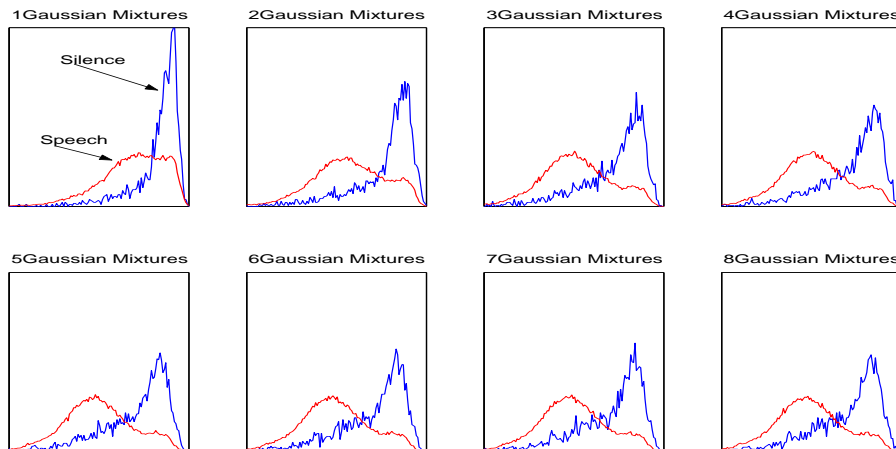 1Gaussian Mixtures
2Gaussian Mixtures
3Gaussian Mixtures
4Gaussian Mixtures
Silence
Speech
5Gaussian Mixtures
6Gaussian Mixtures
7Gaussian Mixtures
8Gaussian Mixtures